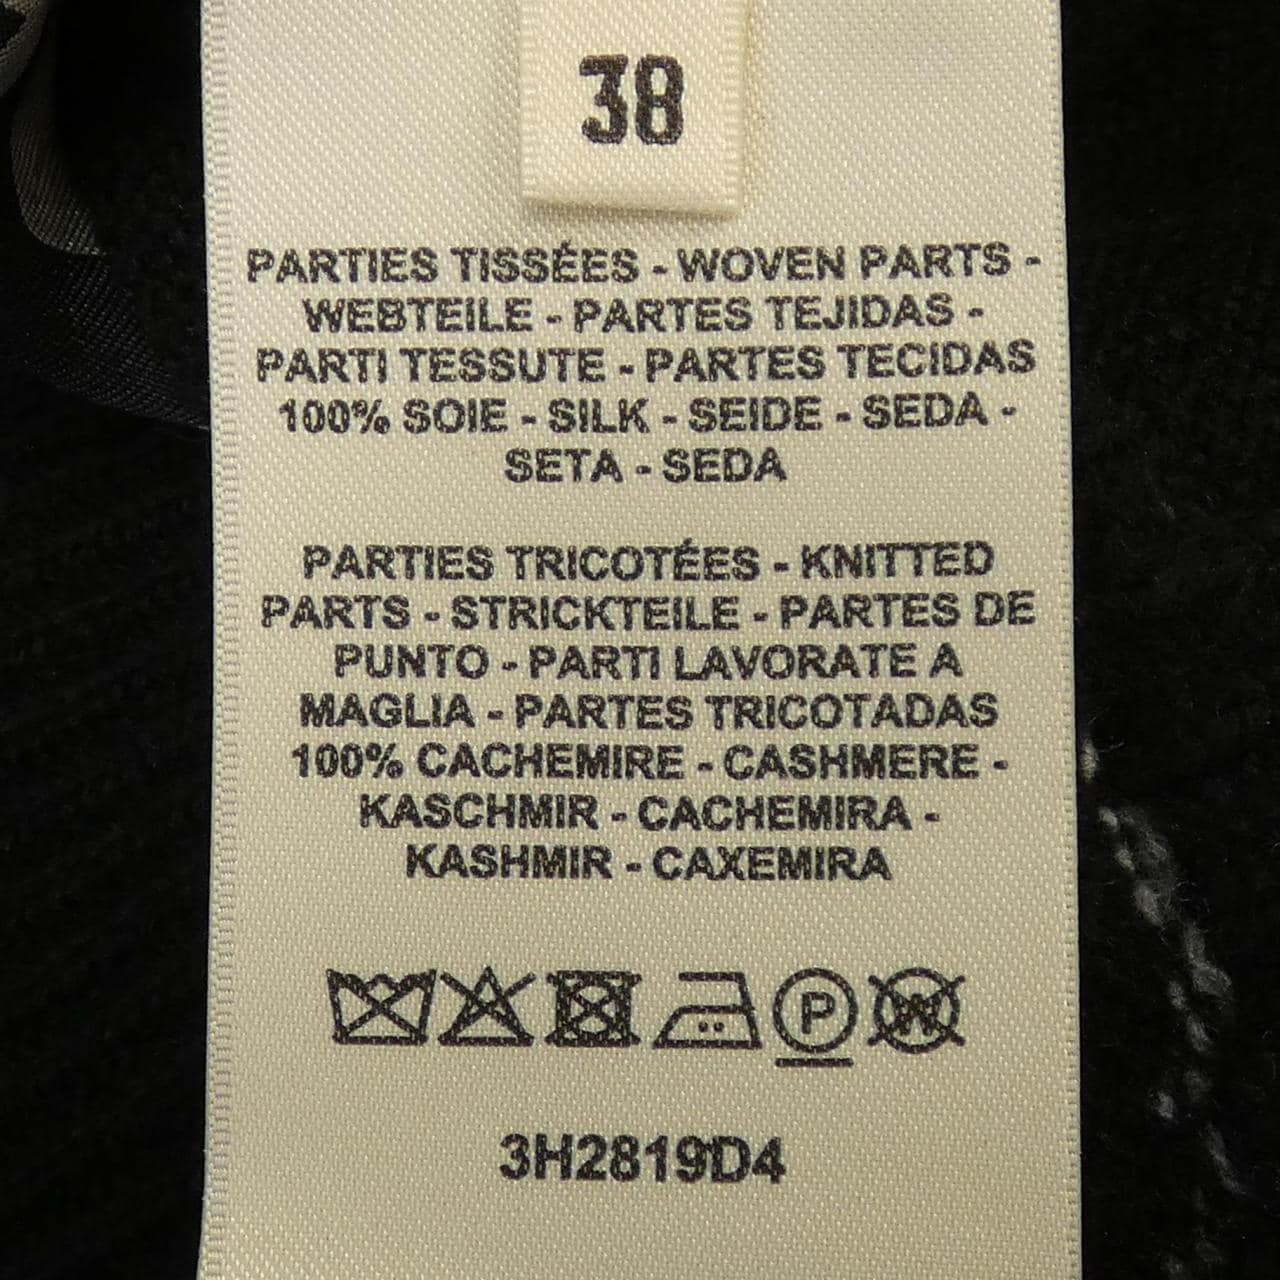 38
PARTIES TISSÉES - WOVEN PARTS -
WEBTEILE - PARTES TEJIDAS -
PARTI TESSUTE - PARTES TECIDAS
100% SOIE - SILK - SEIDE - SEDA -
SETA - SEDA
PARTIES TRICOTÉES - KNITTED
PARTS - STRICKTEILE - PARTES DE
PUNTO - PARTI LAVORATE A
MAGLIA - PARTES TRICOTADAS
100% CACHEMIRE - CASHMERE -
KASCHMIR - CACHEMIRA -
KASHMIR - CAXEMIRA
P W
3H2819D4